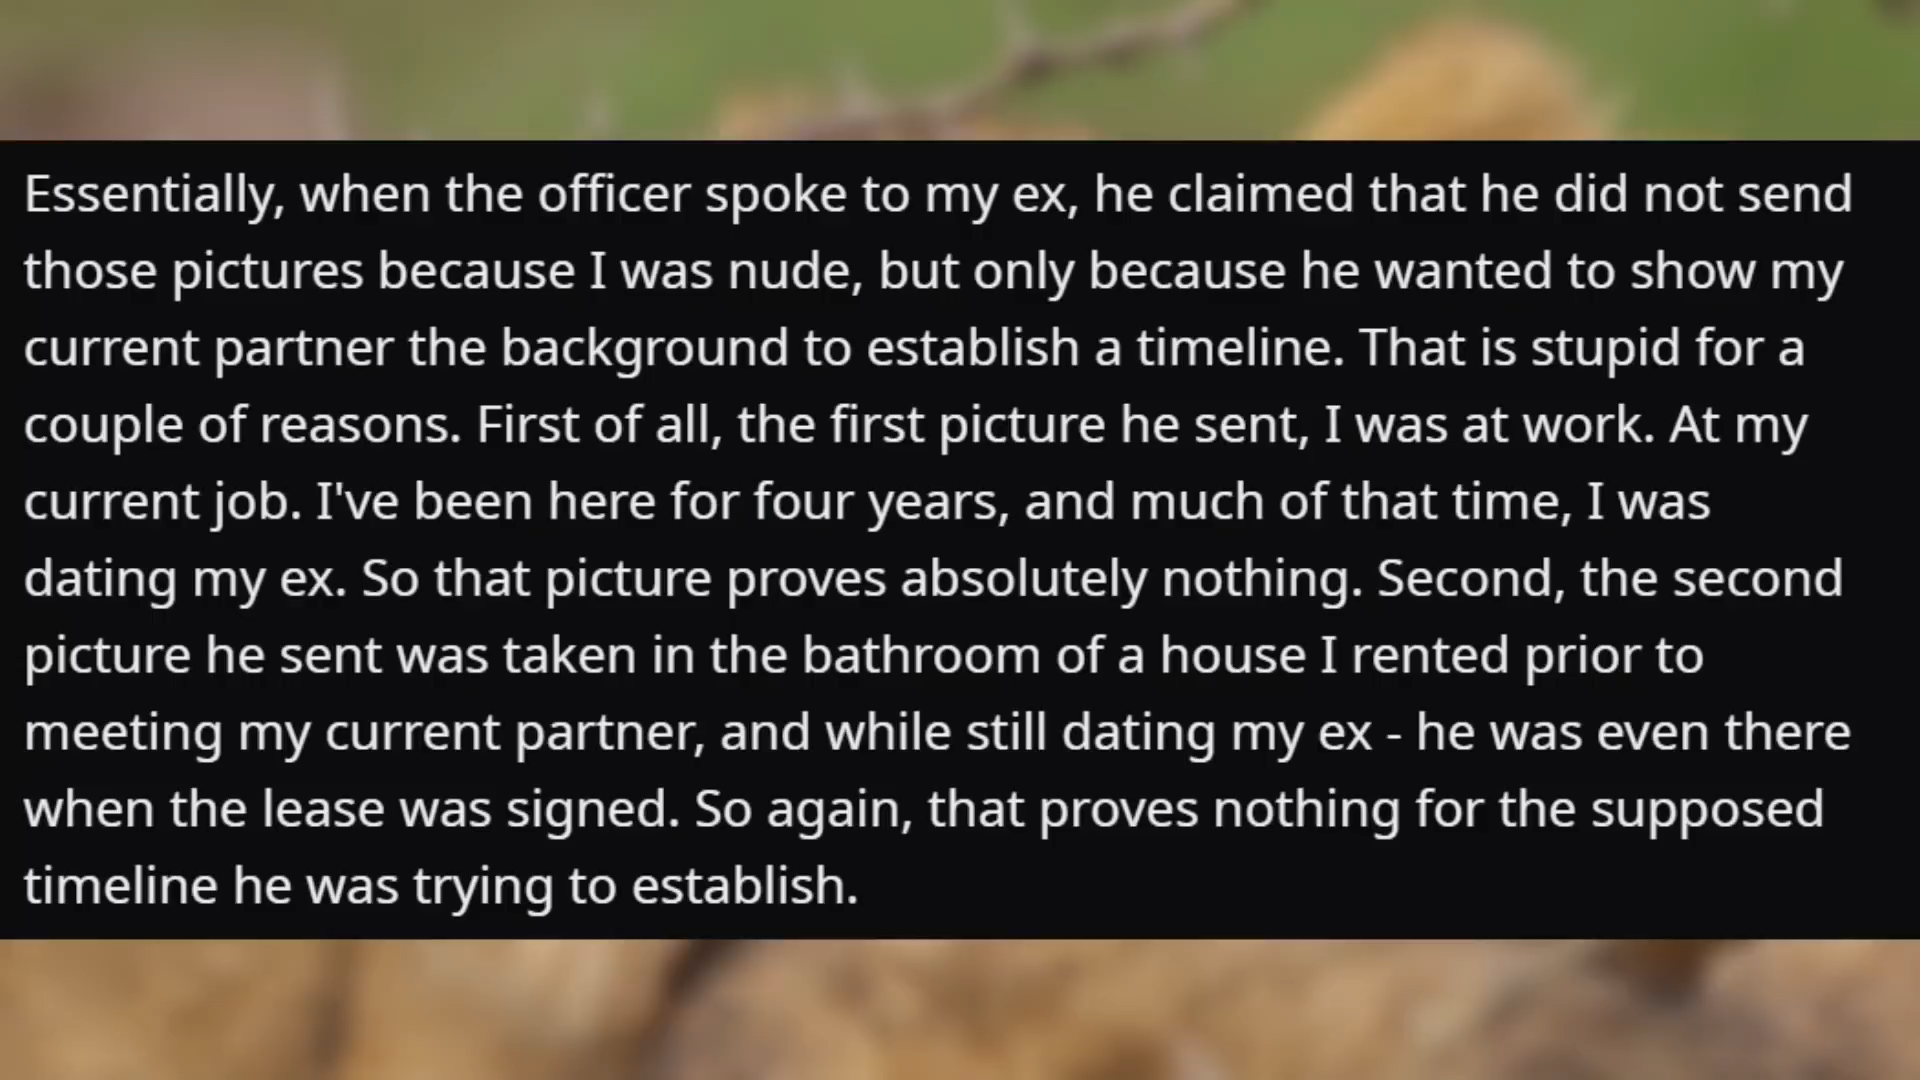 Essentially, when the officer spoke to my ex, he claimed that he did not send
those pictures because I was nude, but only because he wanted to show my
current partner the background to establish a timeline. That is stupid for a
couple of reasons. First of all, the first picture he sent, I was at work. At my
current job. I've been here for four years, and much of that time, I was
dating my ex. So that picture proves absolutely nothing. Second, the second
picture he sent was taken in the bathroom of a house I rented prior to
meeting my current partner, and while still dating my ex - he was even there
when the lease was signed. So again, that proves nothing for the supposed
timeline he was trying to establish.